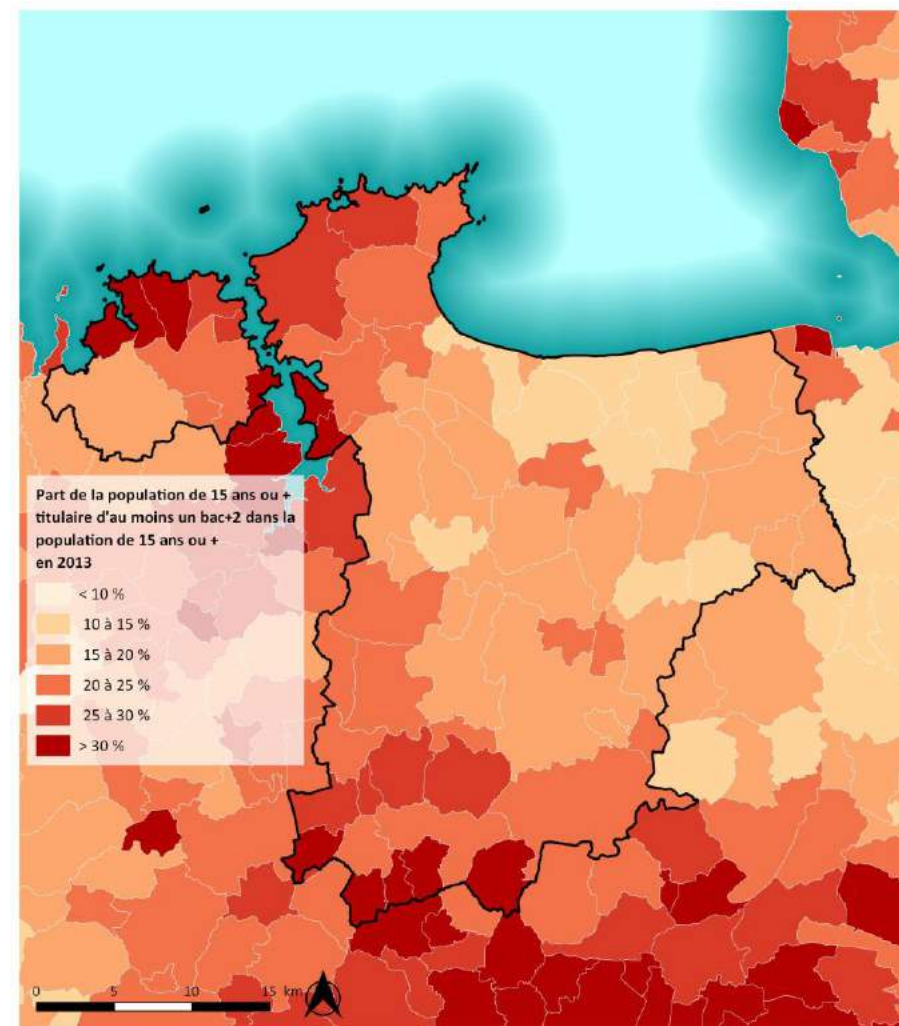 Part de la population de 15 ans ou +
titulaire d'au moins un bac+2 dans la
population de 15 ans ou +
en 2013
< 10 %
10 à 15 %
15 à 20 %
20 à 25 %
25 à 30 %
> 30 %
0 5 10 15 km